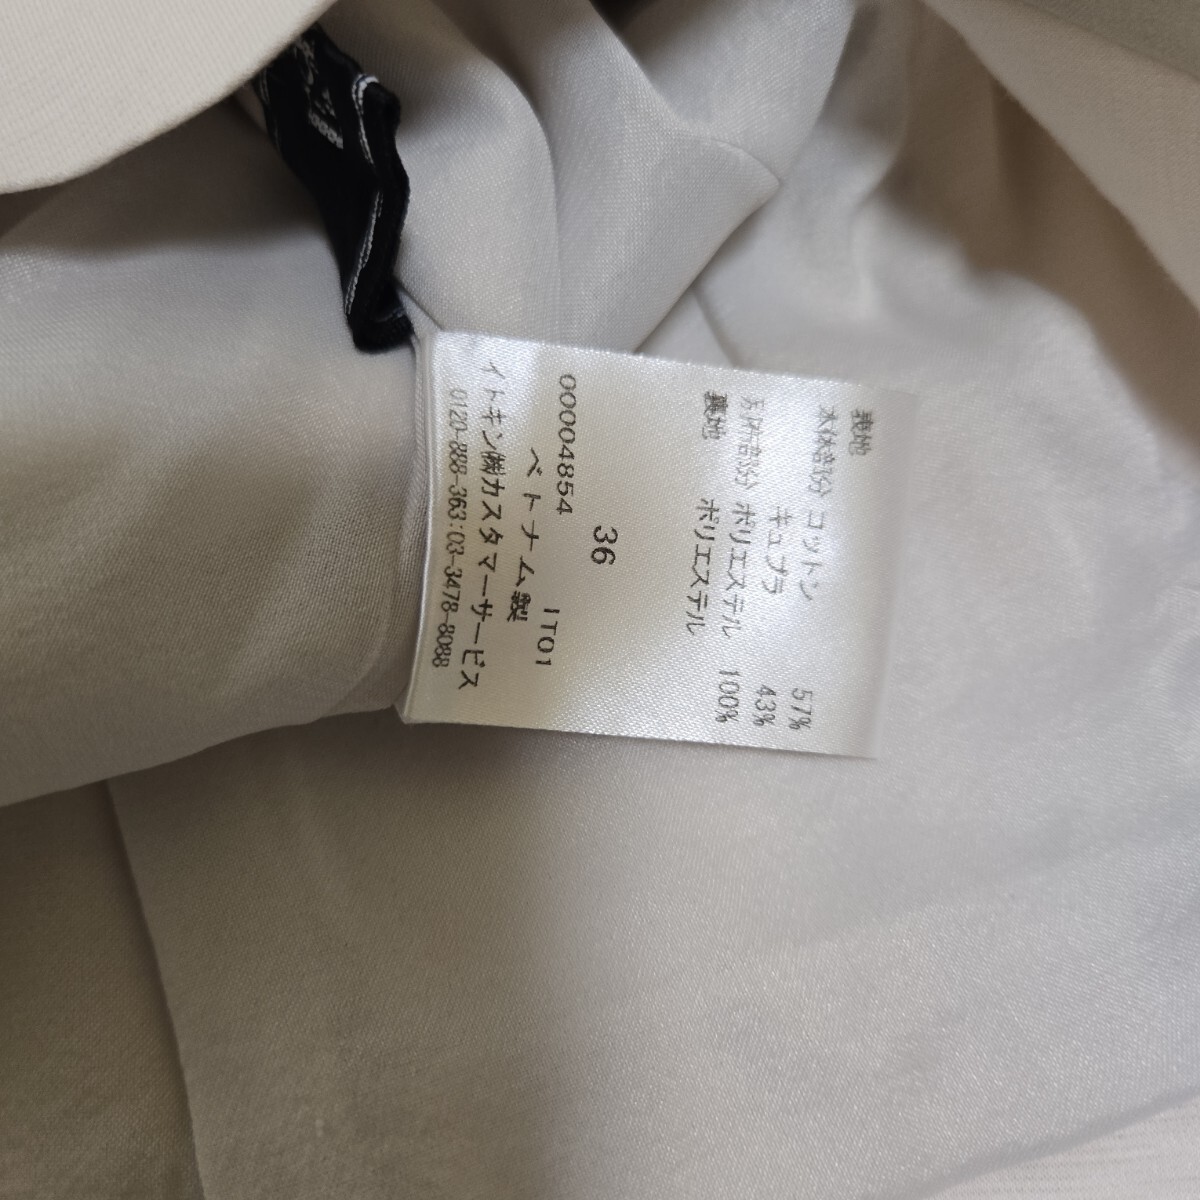 表地
本体部分 コットン 57%
キュプラ 43%
別布部分 ポリエステル 100%
裏地 ポリエステル
36
00004854 IT01
ベトナム製
イトキン㈱カスタマーサービス
0120-888-363:03-3478-8088